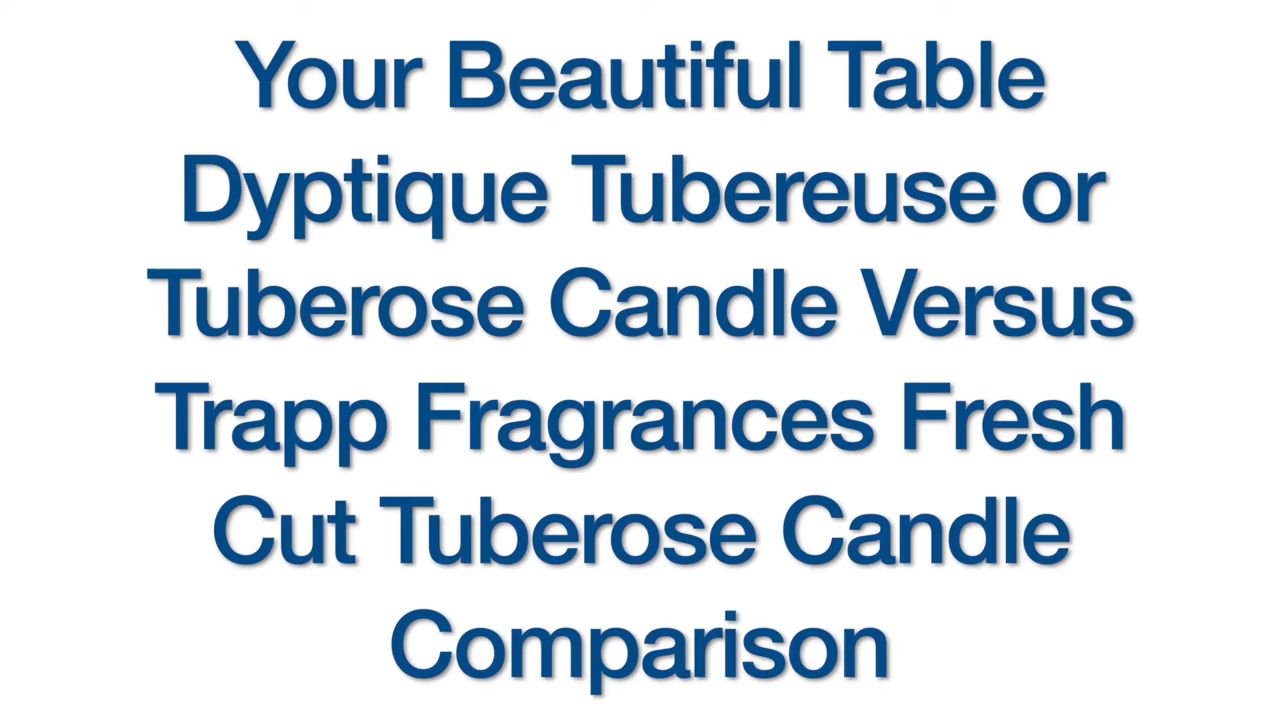 Your Beautiful Table
Dyptique Tubereuse or
Tuberose Candle Versus
Trapp Fragrances Fresh
Cut Tuberose Candle
Comparison